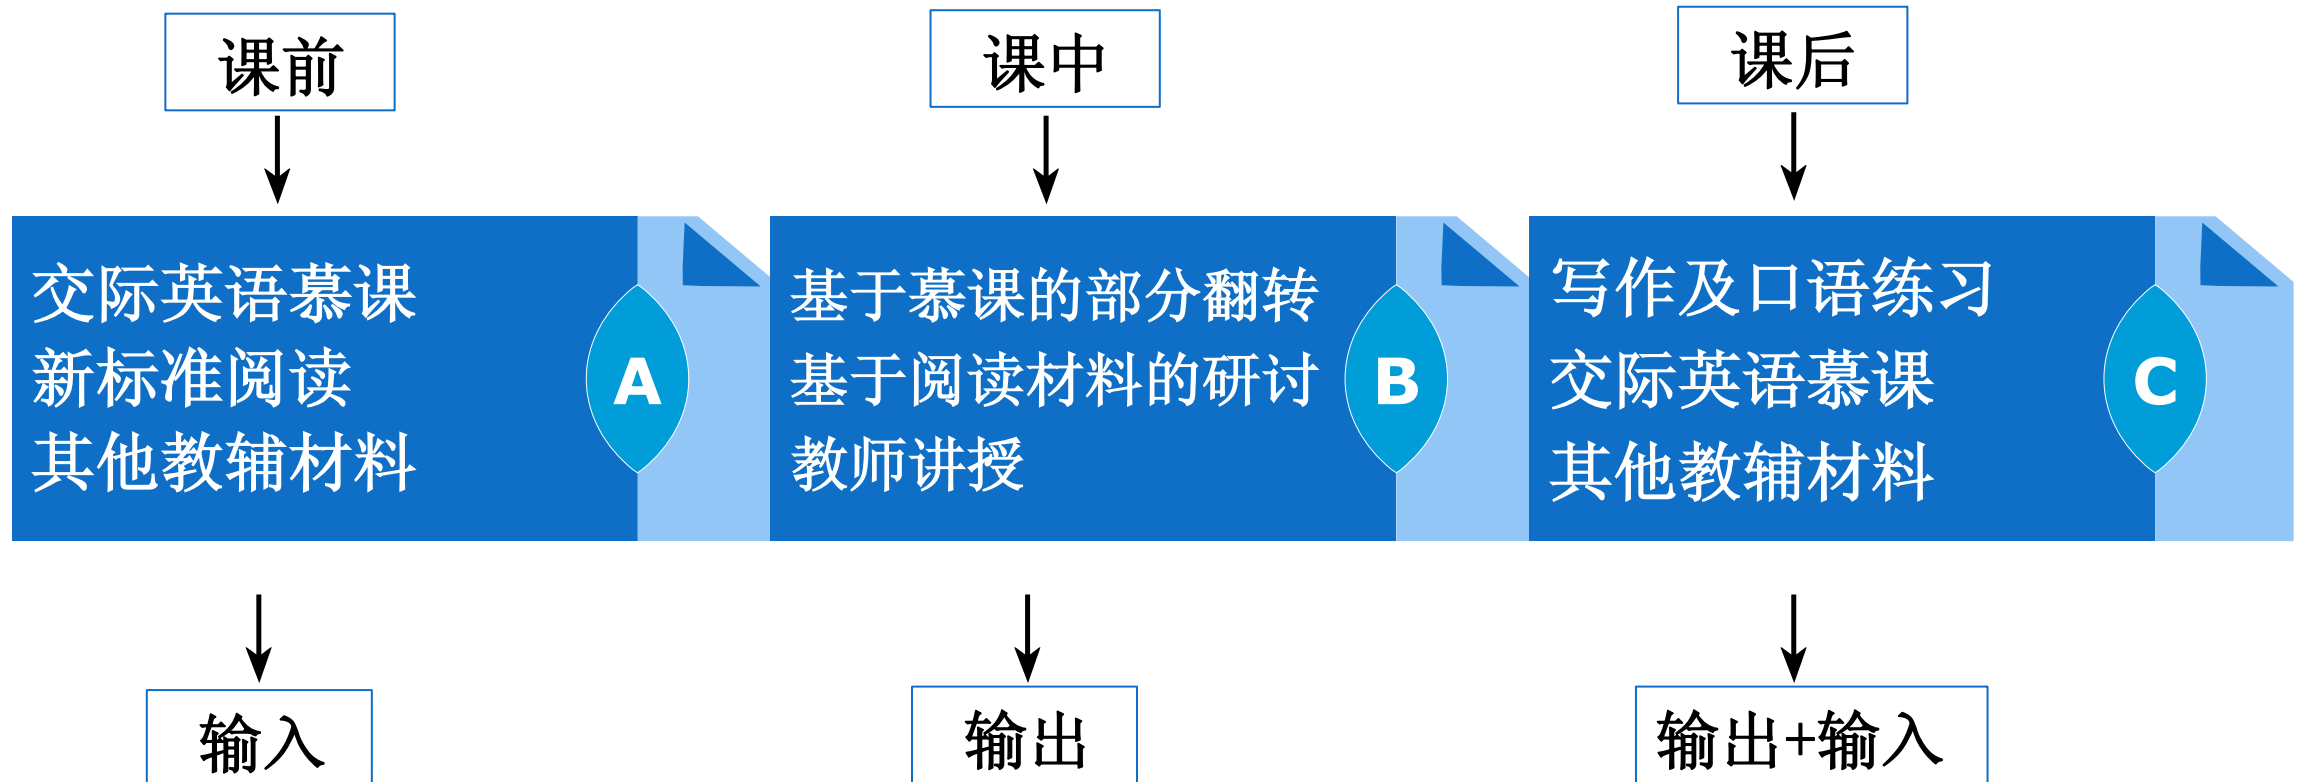 课前
课中
课后
交际英语慕课
新标准阅读
其他教辅材料
A
基于慕课的部分翻转
基于阅读材料的研讨
教师讲授
B
写作及口语练习
交际英语慕课
其他教辅材料
C
输入
输出
输出+输入